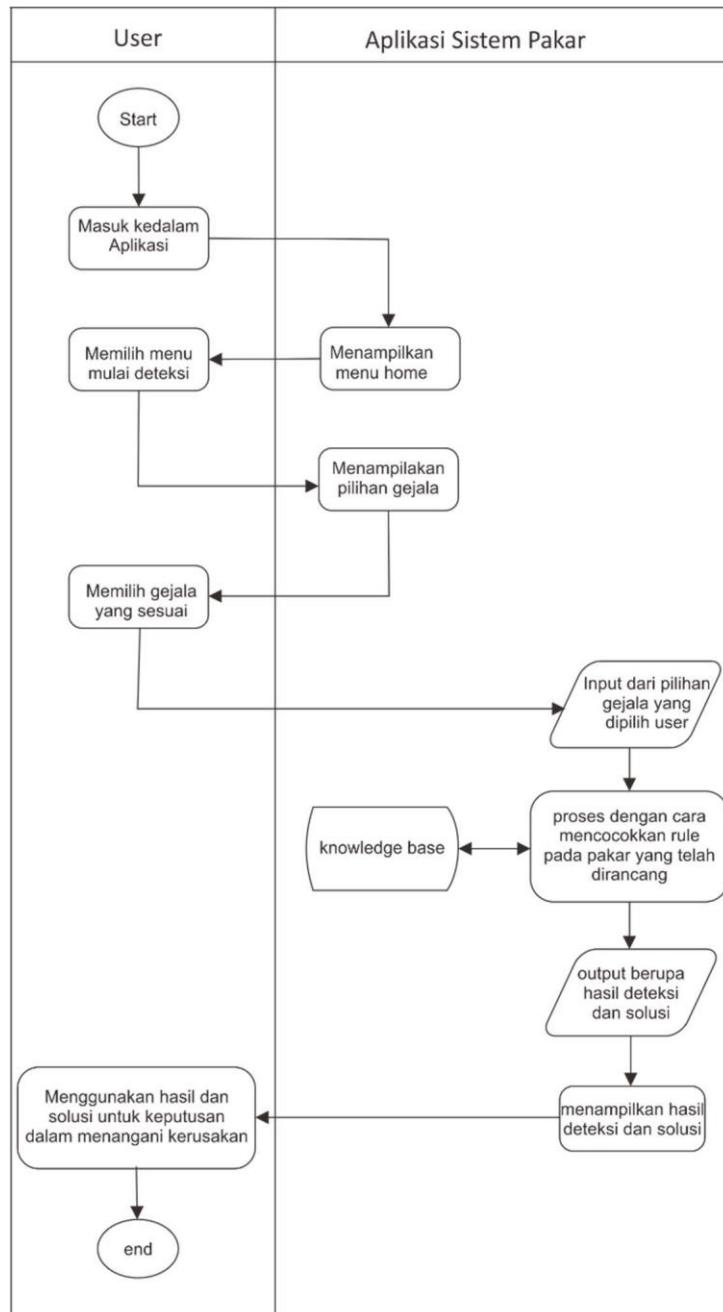 User
Aplikasi Sistem Pakar
Start
Masuk kedalam
Aplikasi
Menampilkan
menu home
Memilih menu
mulai deteksi
Menampilakan
pilihan gejala
Memilih gejala
yang sesuai
Input dari pilihan
gejala yang
dipilih user
knowledge base
proses dengan cara
mencocokkan rule
pada pakar yang telah
dirancang
output berupa
hasil deteksi
dan solusi
menampilkan hasil
deteksi dan solusi
Menggunakan hasil dan
solusi untuk keputusan
dalam menangani kerusakan
end